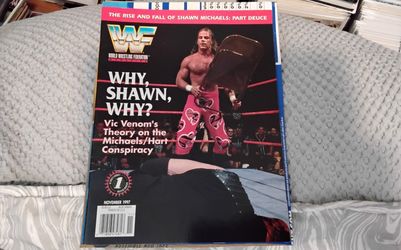 THE RISE AND FALL OF SHAWN MICHAELS: PART DEUCE
WF
WORLD WRESTLING FEDERATION
WHY,
SHAWN,
WHY?
Vic Venom's
Theory on the
Michaels/Hart
Conspiracy
1
NOVEMBER 1997